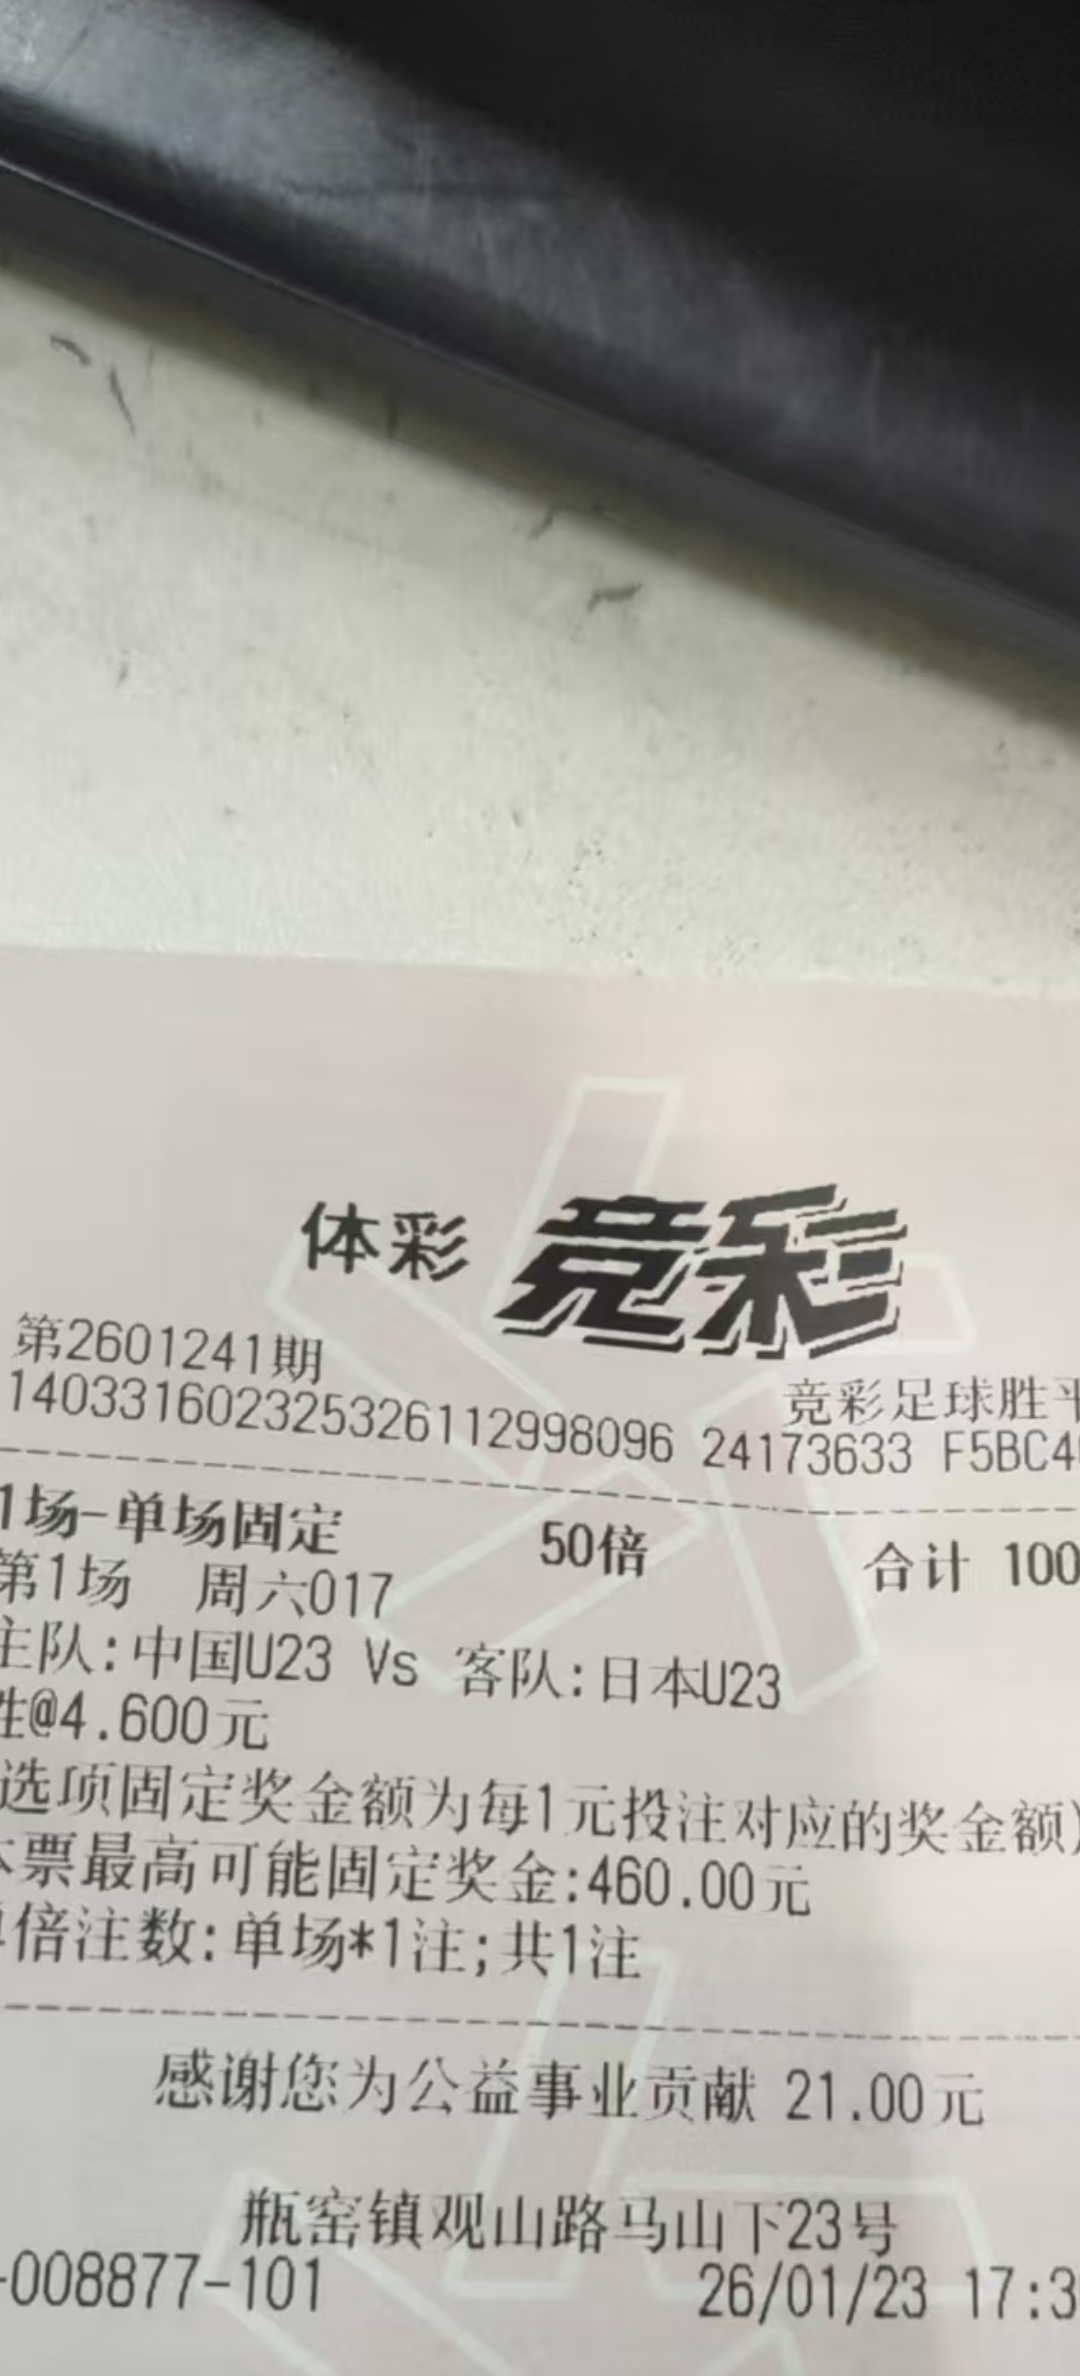 体彩 竞彩
第2601241期
竞彩足球胜平
140331602325326112998096 24173633 F5BC4
1场-单场固定 50倍 合计 100
第1场 周六017
主队:中国U23 Vs 客队:日本U23
胜@4.600元
选项固定奖金额为每1元投注对应的奖金额)
本票最高可能固定奖金:460.00元
单倍注数:单场*1注;共1注
感谢您为公益事业贡献 21.00元
瓶窑镇观山路马山下23号
-008877-101 26/01/23 17:3